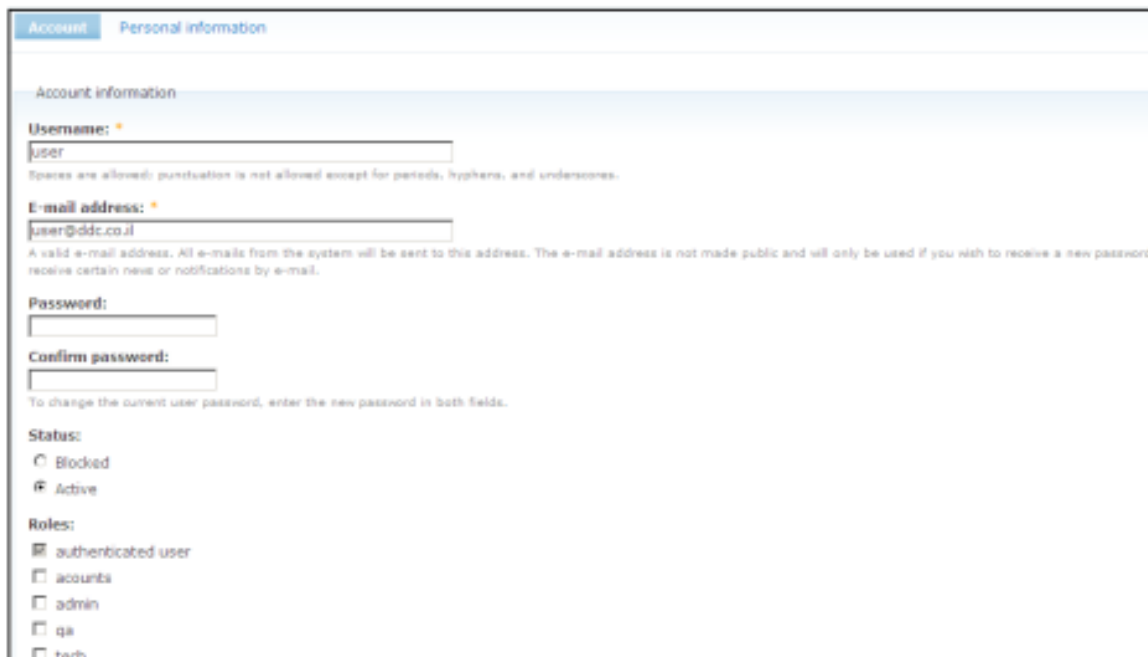 Account Personal information
Account information
Username: *
user
Spaces are allowed; punctuation is not allowed except for periods, hyphens, and underscores.
E-mail address: *
user@ddc.co.il
A valid e-mail address. All e-mails from the system will be sent to this address. The e-mail address is not made public and will only be used if you wish to receive a new password
receive certain news or notifications by e-mail.
Password:
Confirm password:
To change the current user password, enter the new password in both fields.
Status:
Blocked
Active
Roles:
authenticated user
acounts
admin
qa
tech